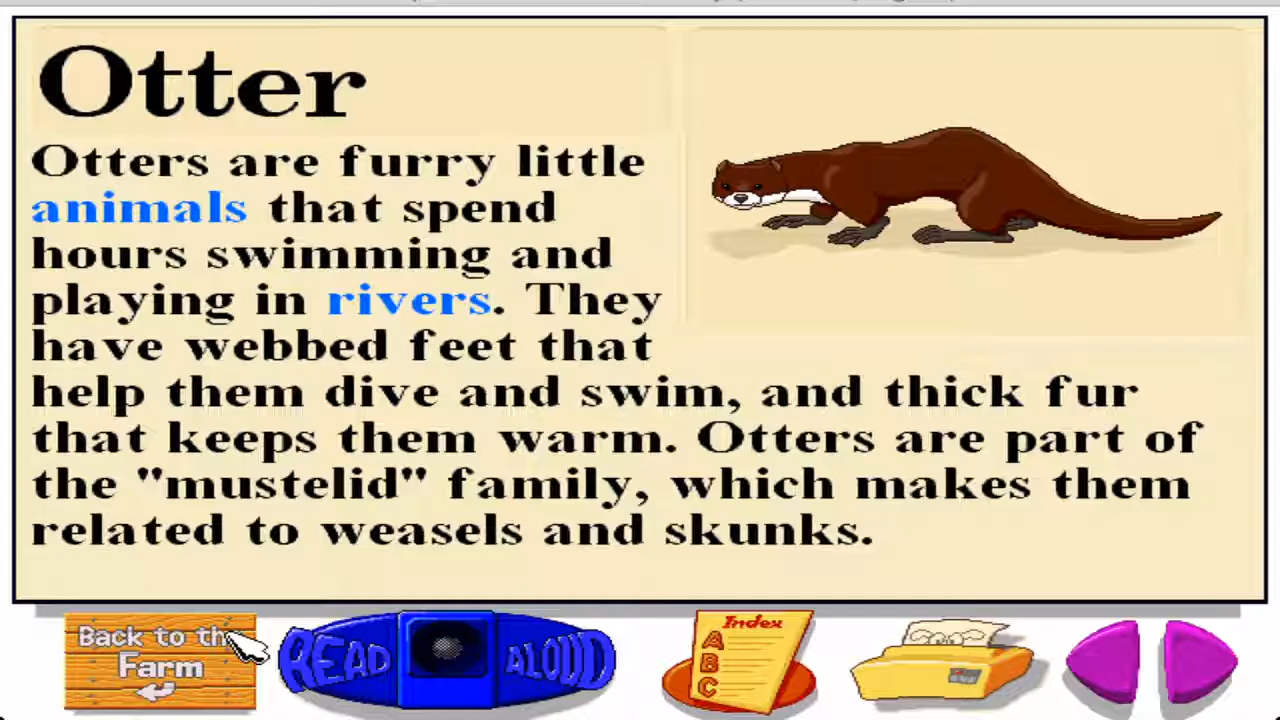 Otter
Otters are furry little
animals that spend
hours swimming and
playing in rivers. They
have webbed feet that
help them dive and swim, and thick fur
that keeps them warm. Otters are part of
the "mustelid" family, which makes them
related to weasels and skunks.
Back to th
Farm
READ ALOUD
Index
A
B
C